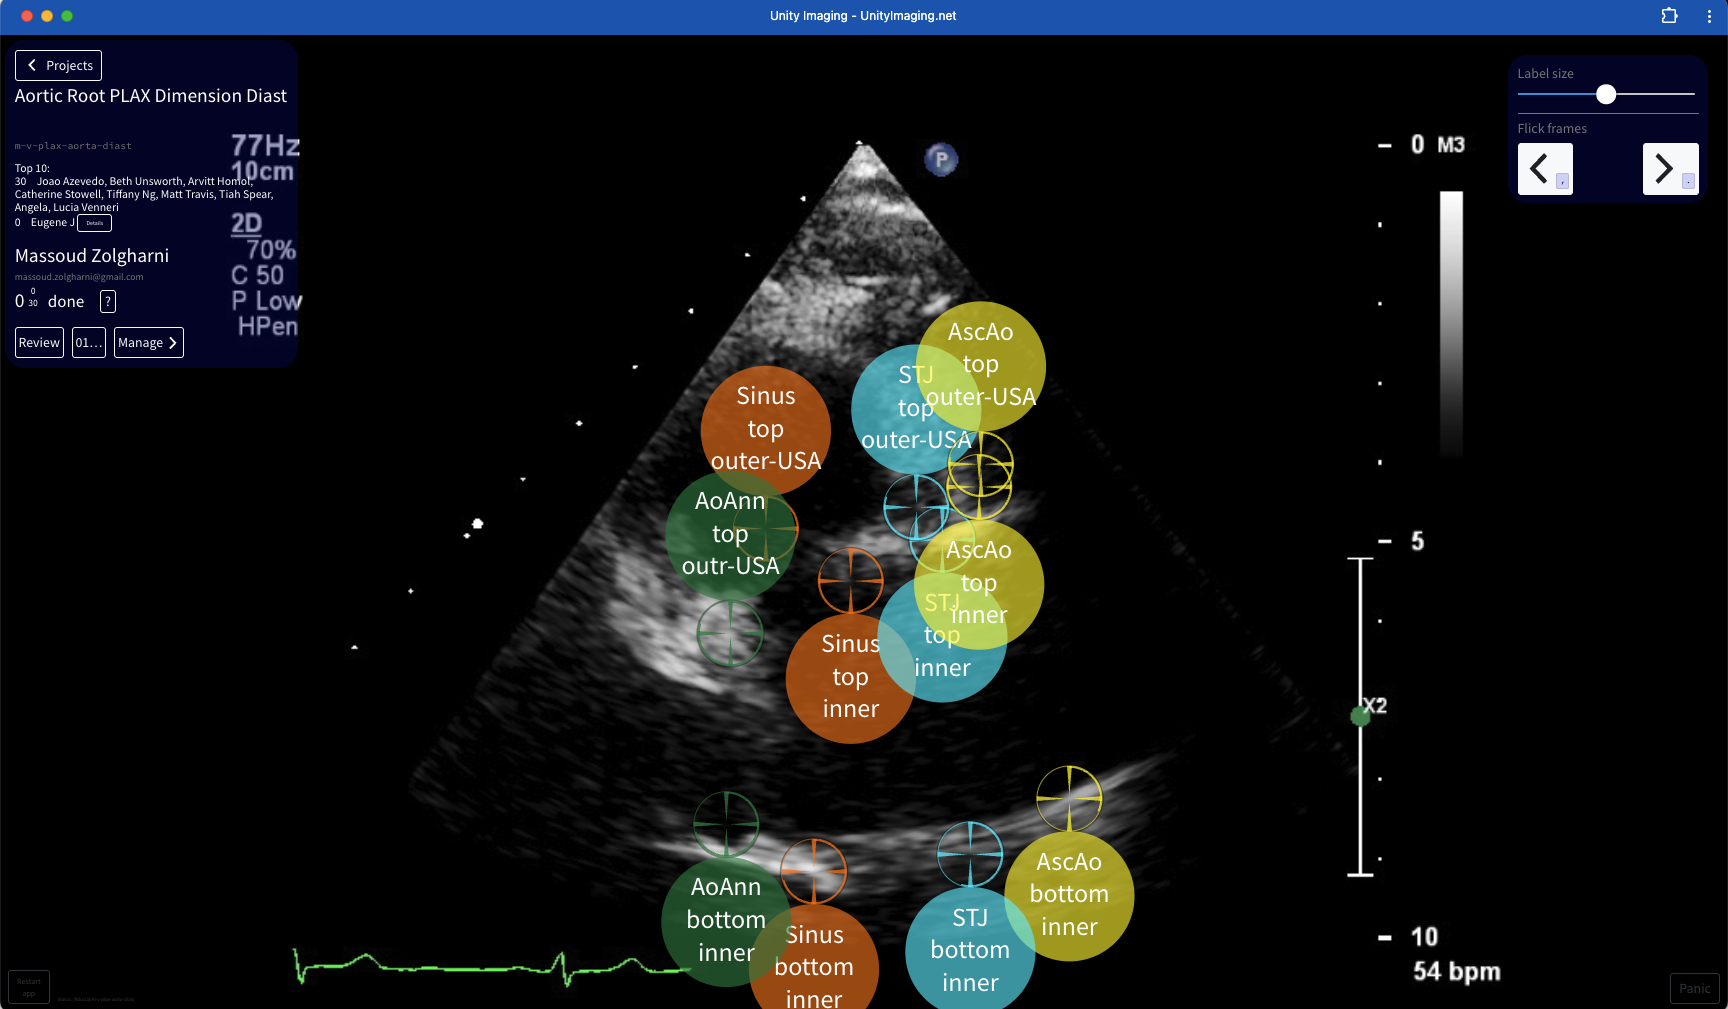 Unity Imaging - UnityImaging.net
Projects
Aortic Root PLAX Dimension Diast
m-v-plax-aorta-diast
Top 10:
30 Joao Azevedo, Beth Unsworth, Arvitt Homol,
Catherine Stowell, Tiffany Ng, Matt Travis, Tiah Spear,
Angela, Lucia Venneri
0 Eugene J Details
Massoud Zolgharni
massoud.zolgharni@gmail.com
0 0 30 done ?
Review 01... Manage
77Hz
10cm
2D
70%
C 50
P Low
HPen
P
Label size
Flick frames
, .
0 M3
5
X2
10
54 bpm
AscAo
top
outer-USA
STJ
top
outer-USA
Sinus
top
outer-USA
AoAnn
top
outr-USA
AscAo
top
inner
STJ
top
inner
Sinus
top
inner
AscAo
bottom
inner
AoAnn
bottom
inner
STJ
bottom
inner
Sinus
bottom
inner
Restart
app
Panic